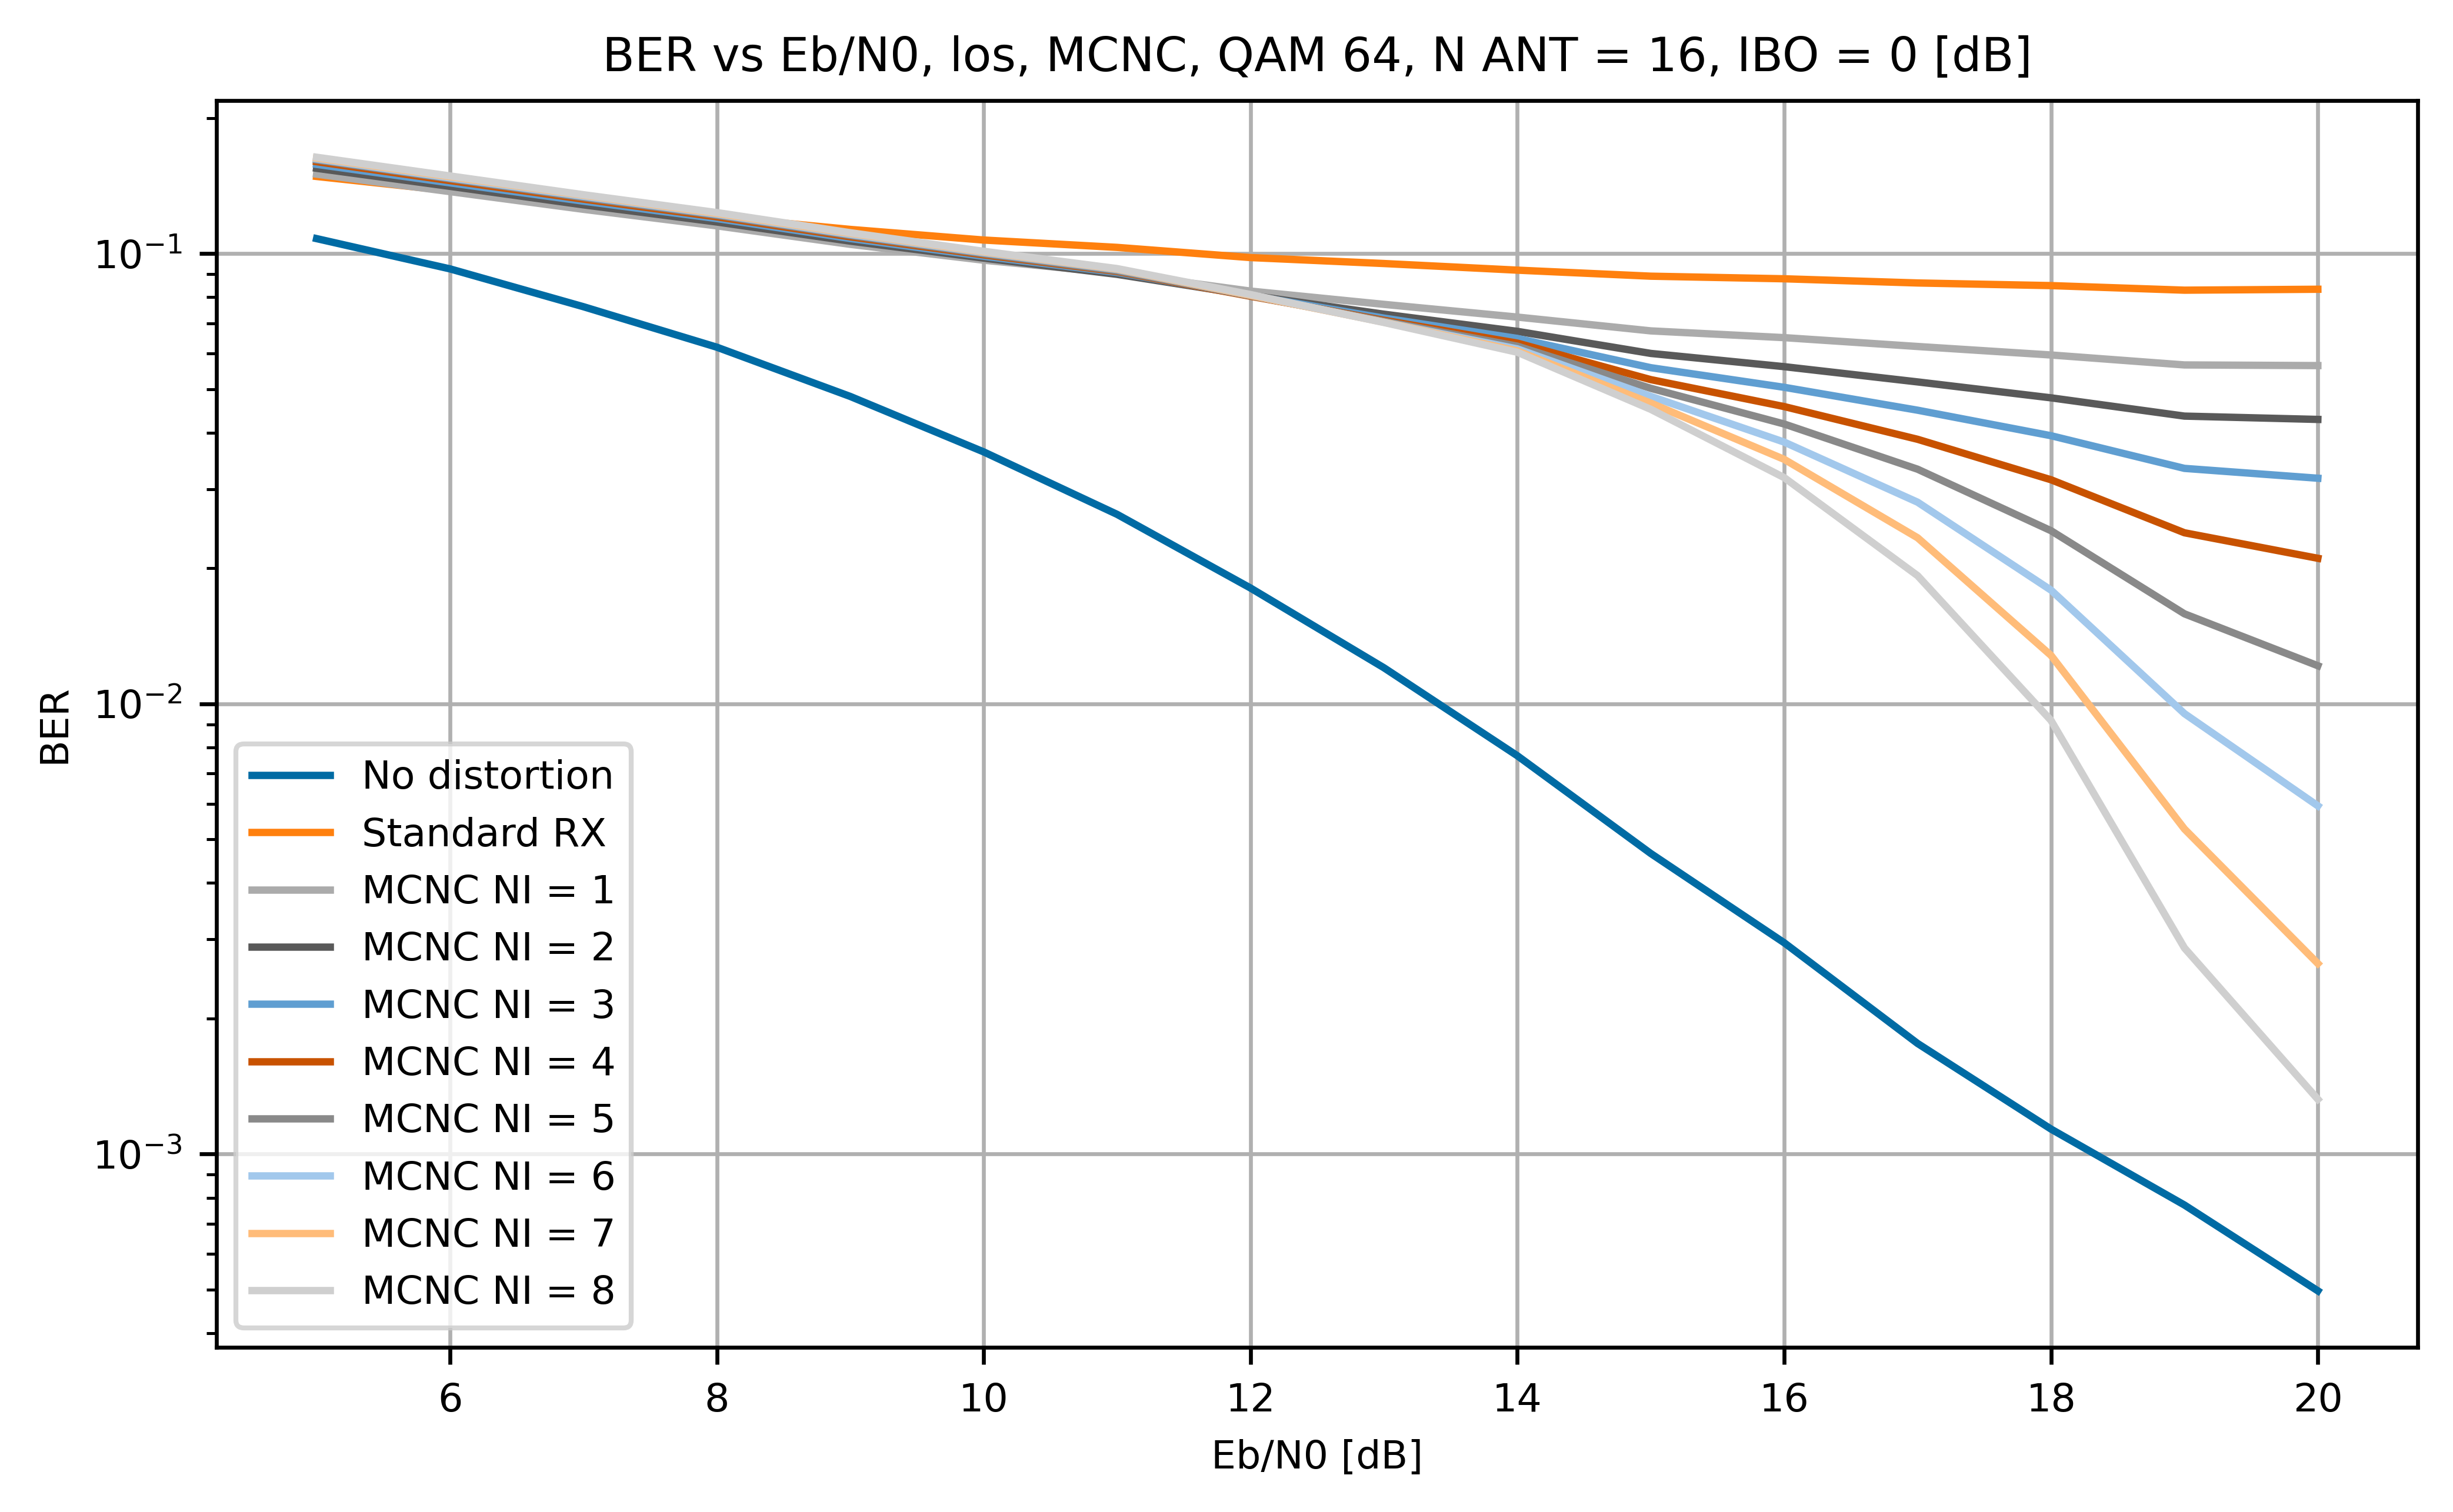 BER vs Eb/N0, los, MCNC, QAM 64, N ANT = 16, IBO = 0 [dB]
10⁻¹
10⁻²
10⁻³
BER
No distortion
Standard RX
MCNC NI = 1
MCNC NI = 2
MCNC NI = 3
MCNC NI = 4
MCNC NI = 5
MCNC NI = 6
MCNC NI = 7
MCNC NI = 8
6 8 10 12 14 16 18 20
Eb/N0 [dB]